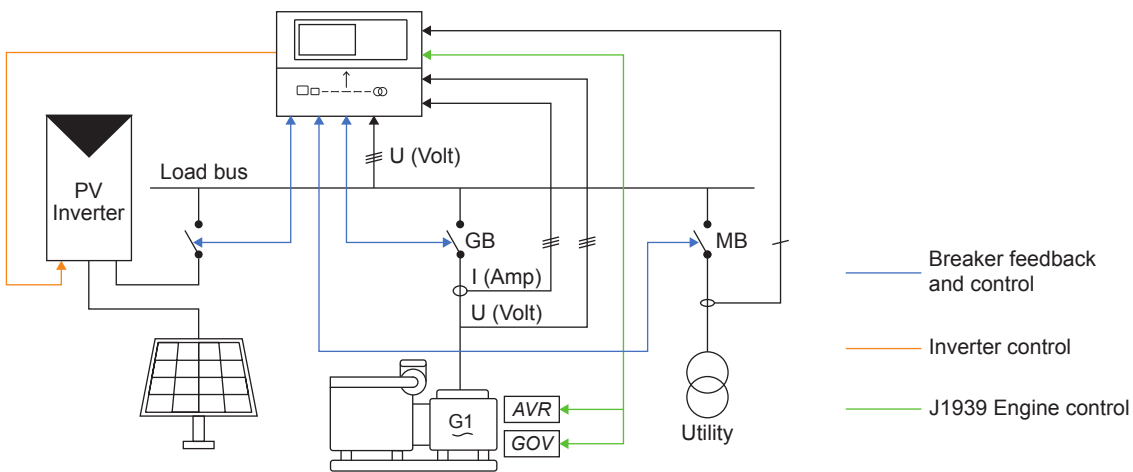 U (Volt)
Load bus
PV
Inverter
GB
MB
I (Amp)
U (Volt)
G1
AVR
GOV
Utility
Breaker feedback
and control
Inverter control
J1939 Engine control